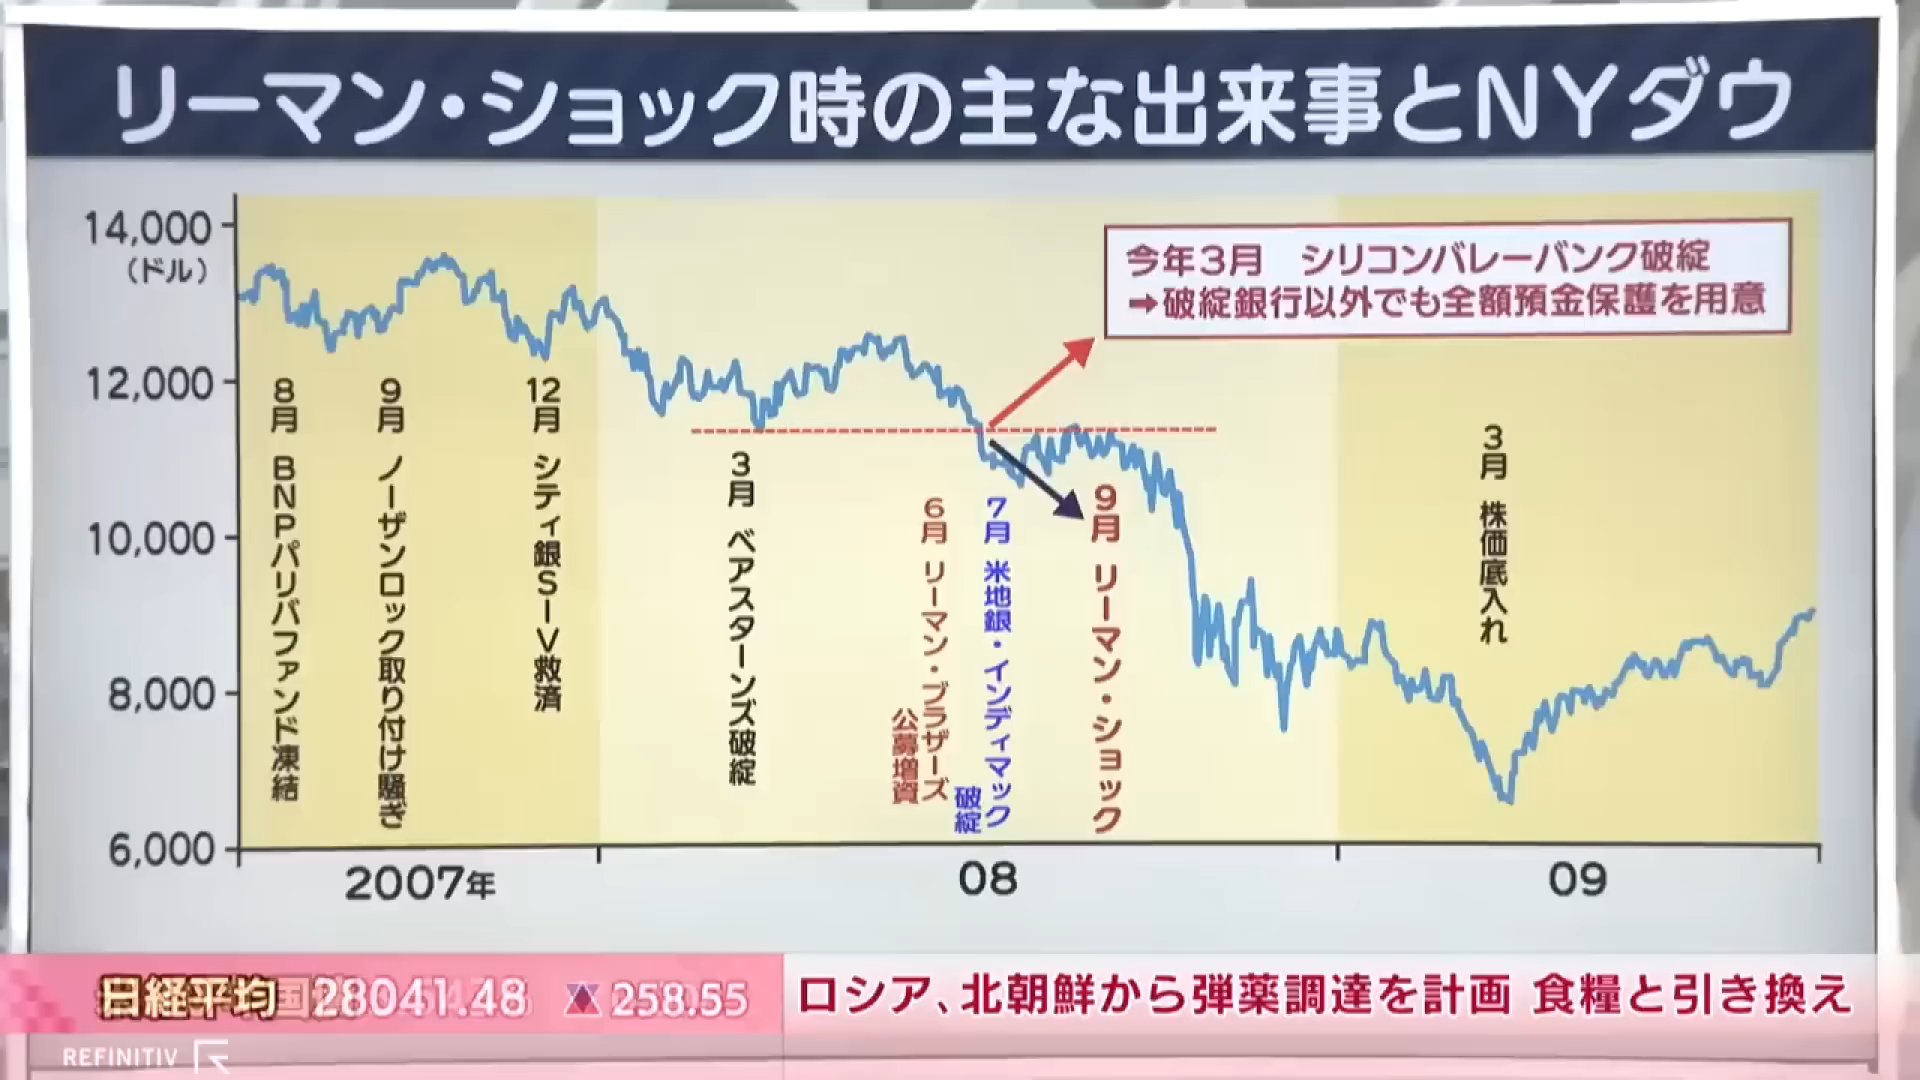 リーマン・ショック時の主な出来事とNYダウ
14,000
（ドル）
12,000
10,000
8,000
6,000
今年3月 シリコンバレーバンク破綻
➡破綻銀行以外でも全額預金保護を用意
8月 BNPパリバファンド凍結
9月 ノーザンロック取り付け騒ぎ
12月 シティ銀SIV救済
3月 ベアスターンズ破綻
6月 リーマン・ブラザーズ
公募増資
7月 米地銀・インディマック
破綻
9月 リーマン・ショック
3月 株価底入れ
2007年
08
09
日経平均 28041.48 ▲ 258.55
ロシア、北朝鮮から弾薬調達を計画 食糧と引き換え
REFINITIV